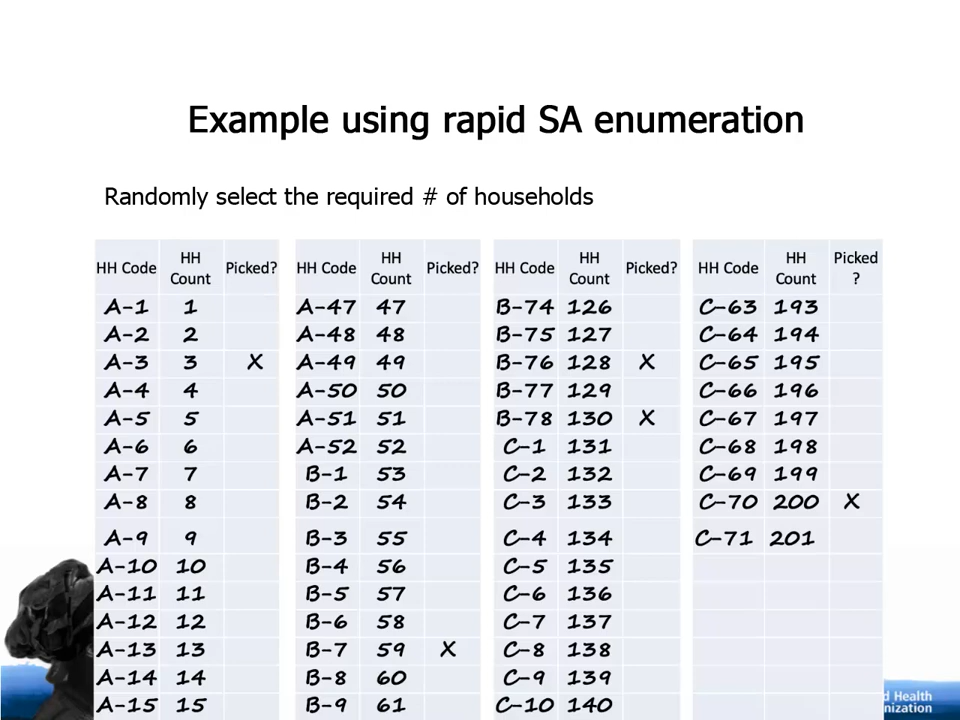 Example using rapid SA enumeration
Randomly select the required # of households
HH Code HH Count Picked? HH Code HH Count Picked? HH Code HH Count Picked? HH Code HH Count Picked ?
A-1 1 A-47 47 B-74 126 C-63 193
A-2 2 A-48 48 B-75 127 C-64 194
A-3 3 X A-49 49 B-76 128 X C-65 195
A-4 4 A-50 50 B-77 129 C-66 196
A-5 5 A-51 51 B-78 130 X C-67 197
A-6 6 A-52 52 C-1 131 C-68 198
A-7 7 B-1 53 C-2 132 C-69 199
A-8 8 B-2 54 C-3 133 C-70 200 X
A-9 9 B-3 55 C-4 134 C-71 201
A-10 10 B-4 56 C-5 135
A-11 11 B-5 57 C-6 136
A-12 12 B-6 58 C-7 137
A-13 13 B-7 59 X C-8 138
A-14 14 B-8 60 C-9 139
A-15 15 B-9 61 C-10 140
Health